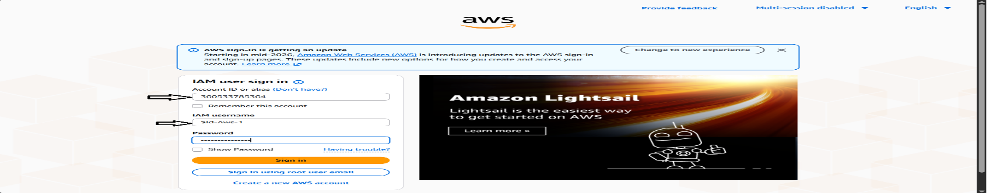 Provide feedback
Multi-session disabled
English
aws
AWS sign-in is getting an update
Change to new experience
Starting in mid-2026, Amazon Web Services (AWS) is introducing updates to the AWS sign-in
and sign-up pages. These updates include new options for how you create and access your
account. Learn more
IAM user sign in
Account ID or alias (Don't have?)
360533785364
Remember this account
IAM username
Sid-Aws-1
Password
Show Password
Having trouble?
Sign in
Sign in using root user email
Create a new AWS account
Amazon Lightsail
Lightsail is the easiest way
to get started on AWS
Learn more »